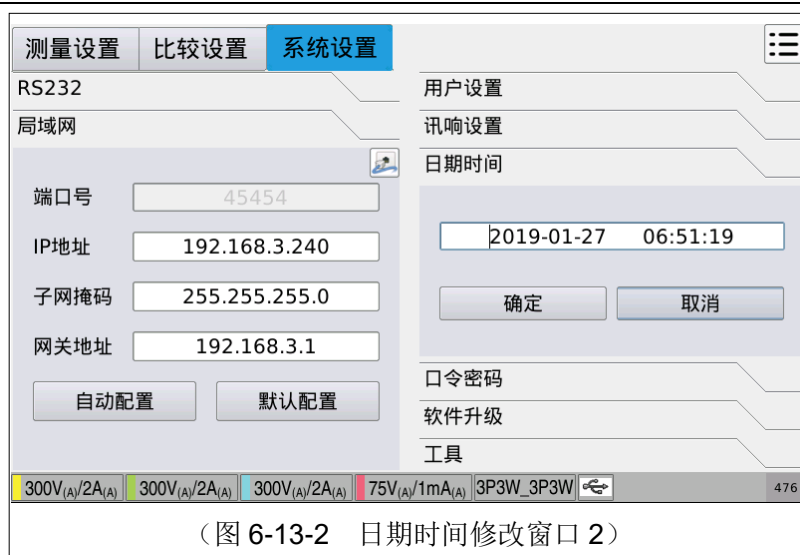 测量设置 比较设置 系统设置
RS232
局域网
端口号 45454
IP地址 192.168.3.240
子网掩码 255.255.255.0
网关地址 192.168.3.1
自动配置 默认配置
用户设置
讯响设置
日期时间
2019-01-27 06:51:19
确定 取消
口令密码
软件升级
工具
300V(A)/2A(A) 300V(A)/2A(A) 300V(A)/2A(A) 75V(A)/1mA(A) 3P3W_3P3W 476
（图 6-13-2 日期时间修改窗口 2）